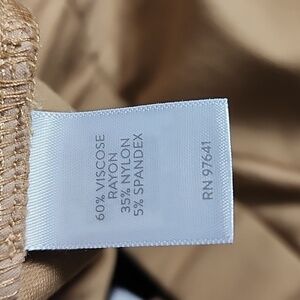 60% VISCOSE
RAYON
35% NYLON
5% SPANDEX
RN 97641